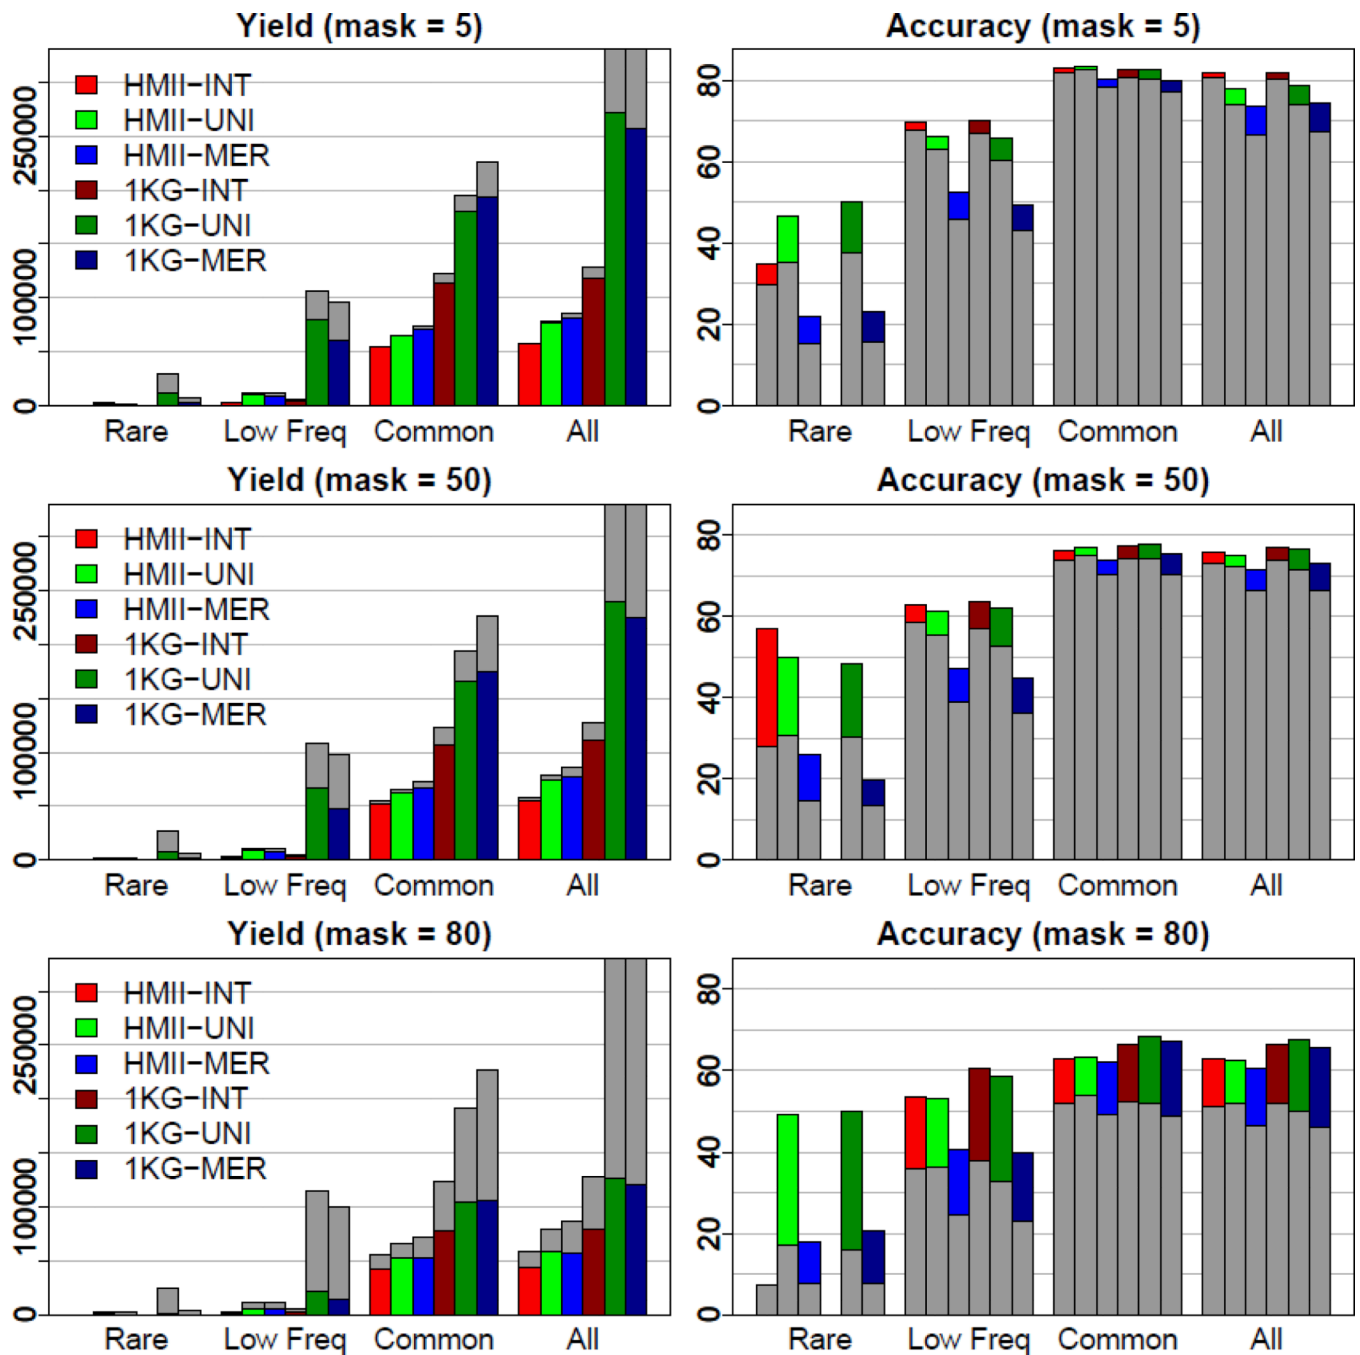 Yield (mask = 5)
250000
100000
0
HMII−INT
HMII−UNI
HMII−MER
1KG−INT
1KG−UNI
1KG−MER
Rare Low Freq Common All
Accuracy (mask = 5)
80
60
40
20
0
Rare Low Freq Common All
Yield (mask = 50)
250000
100000
0
HMII−INT
HMII−UNI
HMII−MER
1KG−INT
1KG−UNI
1KG−MER
Rare Low Freq Common All
Accuracy (mask = 50)
80
60
40
20
0
Rare Low Freq Common All
Yield (mask = 80)
250000
100000
0
HMII−INT
HMII−UNI
HMII−MER
1KG−INT
1KG−UNI
1KG−MER
Rare Low Freq Common All
Accuracy (mask = 80)
80
60
40
20
0
Rare Low Freq Common All